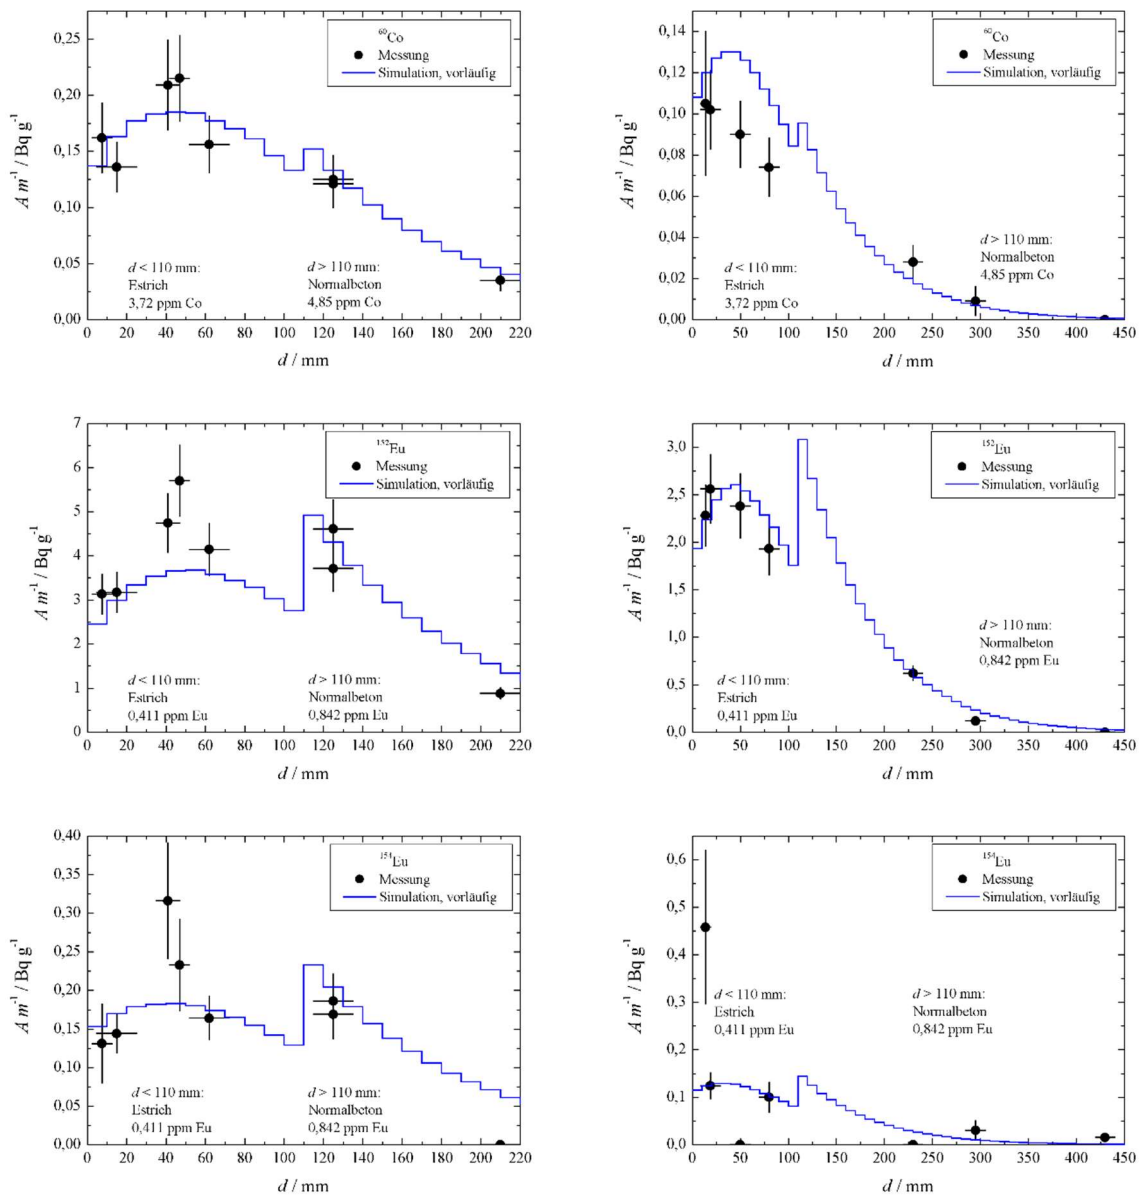 0,25
0,20
0,15
0,10
0,05
0,00
A m⁻¹ / Bq g⁻¹
⁶⁰Co
Messung
Simulation, vorläufig
d < 110 mm:
Estrich
3,72 ppm Co
d > 110 mm:
Normalbeton
4,85 ppm Co
0 20 40 60 80 100 120 140 160 180 200 220
d / mm
0,14
0,12
0,10
0,08
0,06
0,04
0,02
0,00
A m⁻¹ / Bq g⁻¹
⁶⁰Co
Messung
Simulation, vorläufig
d > 110 mm:
Normalbeton
4,85 ppm Co
d < 110 mm:
Estrich
3,72 ppm Co
0 50 100 150 200 250 300 350 400 450
d / mm
7
6
5
4
3
2
1
0
A m⁻¹ / Bq g⁻¹
¹⁵²Eu
Messung
Simulation, vorläufig
d < 110 mm:
Estrich
0,411 ppm Eu
d > 110 mm:
Normalbeton
0,842 ppm Eu
0 20 40 60 80 100 120 140 160 180 200 220
d / mm
3,0
2,5
2,0
1,5
1,0
0,5
0,0
A m⁻¹ / Bq g⁻¹
¹⁵²Eu
Messung
Simulation, vorläufig
d > 110 mm:
Normalbeton
0,842 ppm Eu
d < 110 mm:
Estrich
0,411 ppm Eu
0 50 100 150 200 250 300 350 400 450
d / mm
0,40
0,35
0,30
0,25
0,20
0,15
0,10
0,05
0,00
A m⁻¹ / Bq g⁻¹
¹⁵⁴Eu
Messung
Simulation, vorläufig
d < 110 mm:
Estrich
0,411 ppm Eu
d > 110 mm:
Normalbeton
0,842 ppm Eu
0 20 40 60 80 100 120 140 160 180 200 220
d / mm
0,6
0,5
0,4
0,3
0,2
0,1
0,0
A m⁻¹ / Bq g⁻¹
¹⁵⁴Eu
Messung
Simulation, vorläufig
d < 110 mm:
Estrich
0,411 ppm Eu
d > 110 mm:
Normalbeton
0,842 ppm Eu
0 50 100 150 200 250 300 350 400 450
d / mm